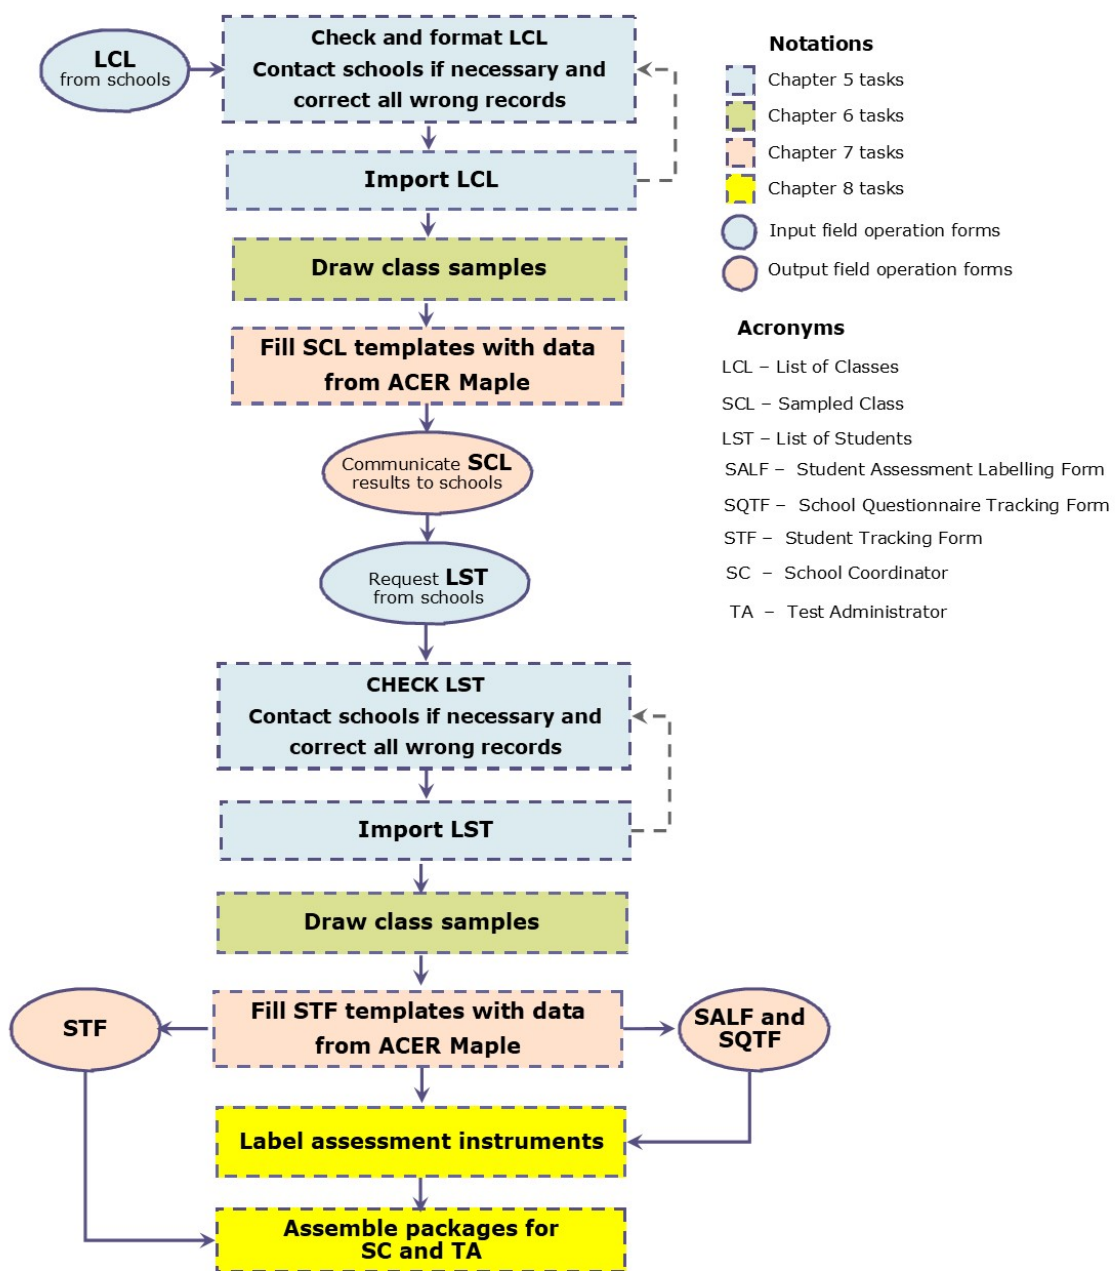 LCL
from schools
Check and format LCL
Contact schools if necessary and
correct all wrong records
Import LCL
Draw class samples
Fill SCL templates with data
from ACER Maple
Communicate SCL
results to schools
Request LST
from schools
CHECK LST
Contact schools if necessary and
correct all wrong records
Import LST
Draw class samples
STF
Fill STF templates with data
from ACER Maple
SALF and
SQTF
Label assessment instruments
Assemble packages for
SC and TA
Notations
Chapter 5 tasks
Chapter 6 tasks
Chapter 7 tasks
Chapter 8 tasks
Input field operation forms
Output field operation forms
Acronyms
LCL – List of Classes
SCL – Sampled Class
LST – List of Students
SALF – Student Assessment Labelling Form
SQTF – School Questionnaire Tracking Form
STF – Student Tracking Form
SC – School Coordinator
TA – Test Administrator